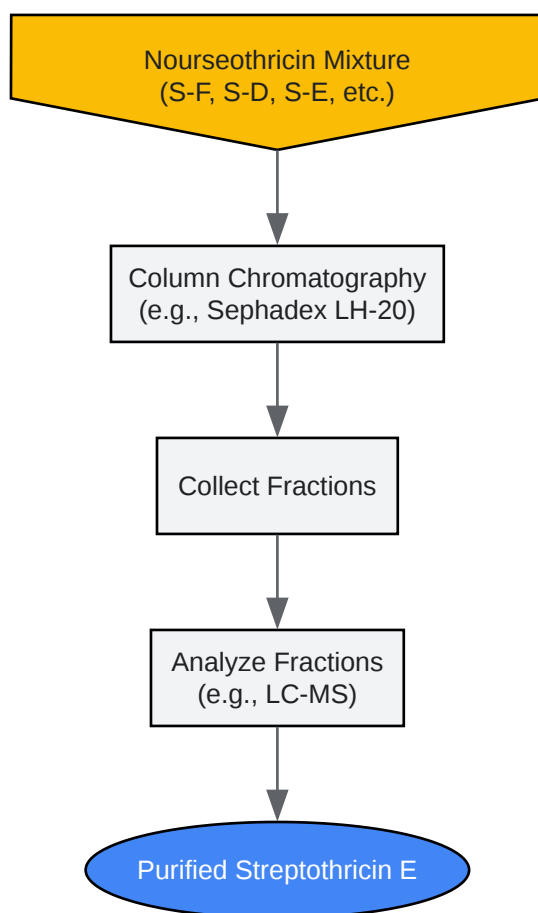 Nourseothricin Mixture
(S-F, S-D, S-E, etc.)
Column Chromatography
(e.g., Sephadex LH-20)
Collect Fractions
Analyze Fractions
(e.g., LC-MS)
Purified Streptothricin E